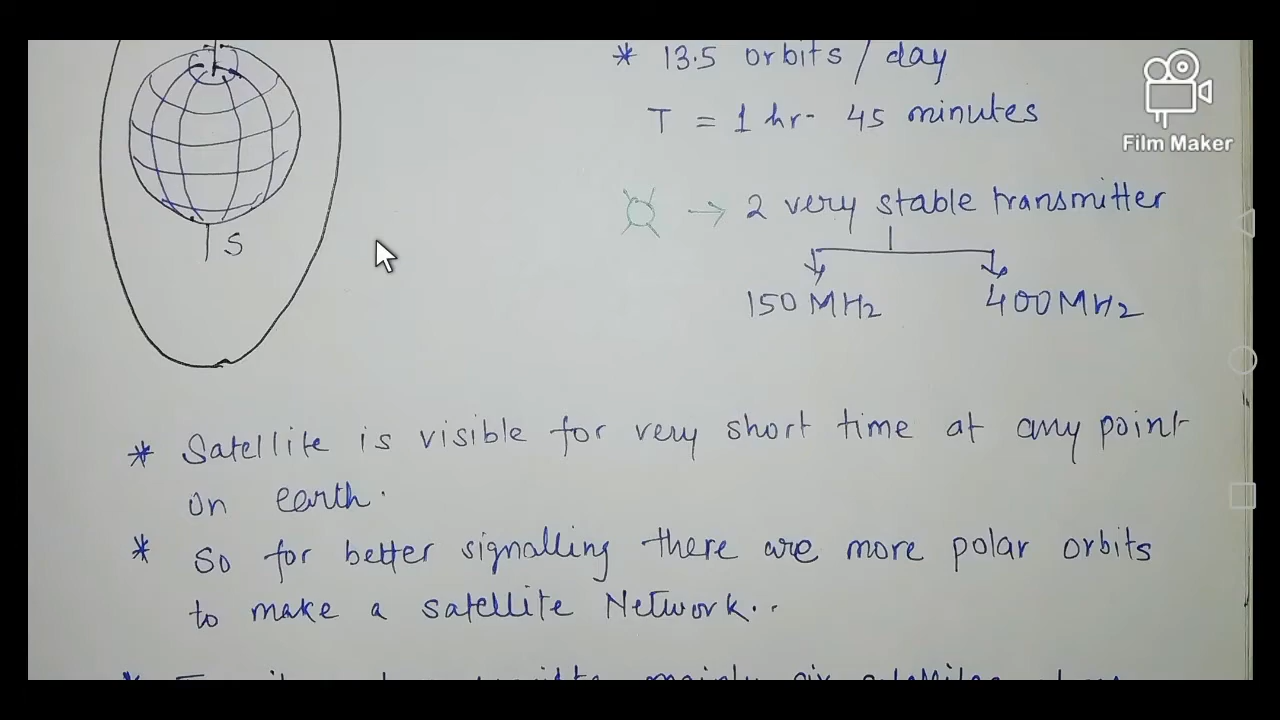 * 13.5 orbits / day
T = 1 hr - 45 minutes
Film Maker
→ 2 very stable transmitter
150 MHz 400 MHz
S
* Satellite is visible for very short time at any point
on earth.
* So for better signalling there are more polar orbits
to make a satellite Network..